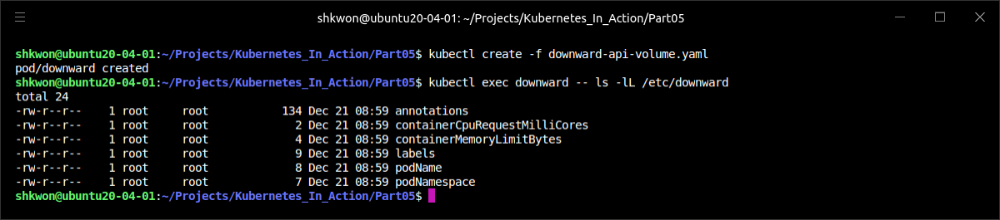 shkwon@ubuntu20-04-01: ~/Projects/Kubernetes_In_Action/Part05
shkwon@ubuntu20-04-01:~/Projects/Kubernetes_In_Action/Part05$ kubectl create -f downward-api-volume.yaml
pod/downward created
shkwon@ubuntu20-04-01:~/Projects/Kubernetes_In_Action/Part05$ kubectl exec downward -- ls -lL /etc/downward
total 24
-rw-r--r--    1 root     root           134 Dec 21 08:59 annotations
-rw-r--r--    1 root     root             2 Dec 21 08:59 containerCpuRequestMilliCores
-rw-r--r--    1 root     root             4 Dec 21 08:59 containerMemoryLimitBytes
-rw-r--r--    1 root     root             9 Dec 21 08:59 labels
-rw-r--r--    1 root     root             8 Dec 21 08:59 podName
-rw-r--r--    1 root     root             7 Dec 21 08:59 podNamespace
shkwon@ubuntu20-04-01:~/Projects/Kubernetes_In_Action/Part05$